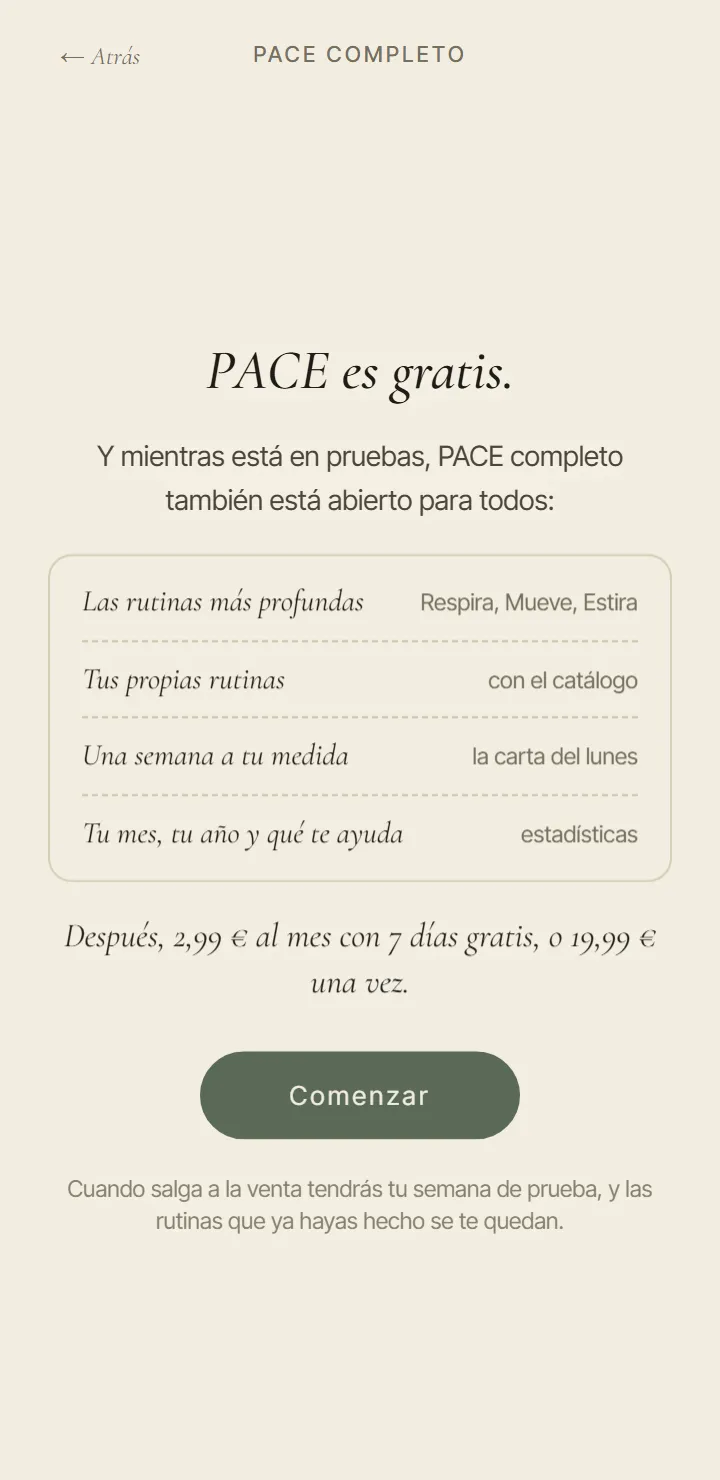 ← Atrás
PACE COMPLETO
PACE es gratis.
Y mientras está en pruebas, PACE completo
también está abierto para todos:
Las rutinas más profundas Respira, Mueve, Estira
Tus propias rutinas con el catálogo
Una semana a tu medida la carta del lunes
Tu mes, tu año y qué te ayuda estadísticas
Después, 2,99 € al mes con 7 días gratis, o 19,99 €
una vez.
Comenzar
Cuando salga a la venta tendrás tu semana de prueba, y las
rutinas que ya hayas hecho se te quedan.